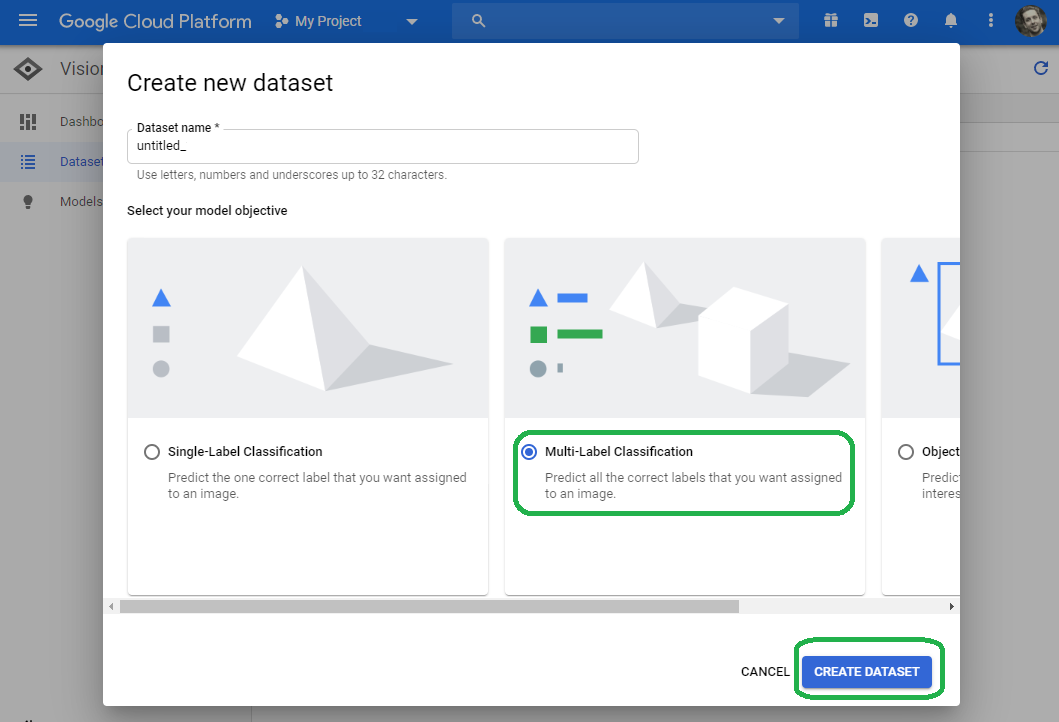 Google Cloud Platform
My Project
Vision
Dashbo
Dataset
Models
Create new dataset
Dataset name *
untitled_
Use letters, numbers and underscores up to 32 characters.
Select your model objective
Single-Label Classification
Predict the one correct label that you want assigned
to an image.
Multi-Label Classification
Predict all the correct labels that you want assigned
to an image.
Object
Predict
interes
CANCEL
CREATE DATASET